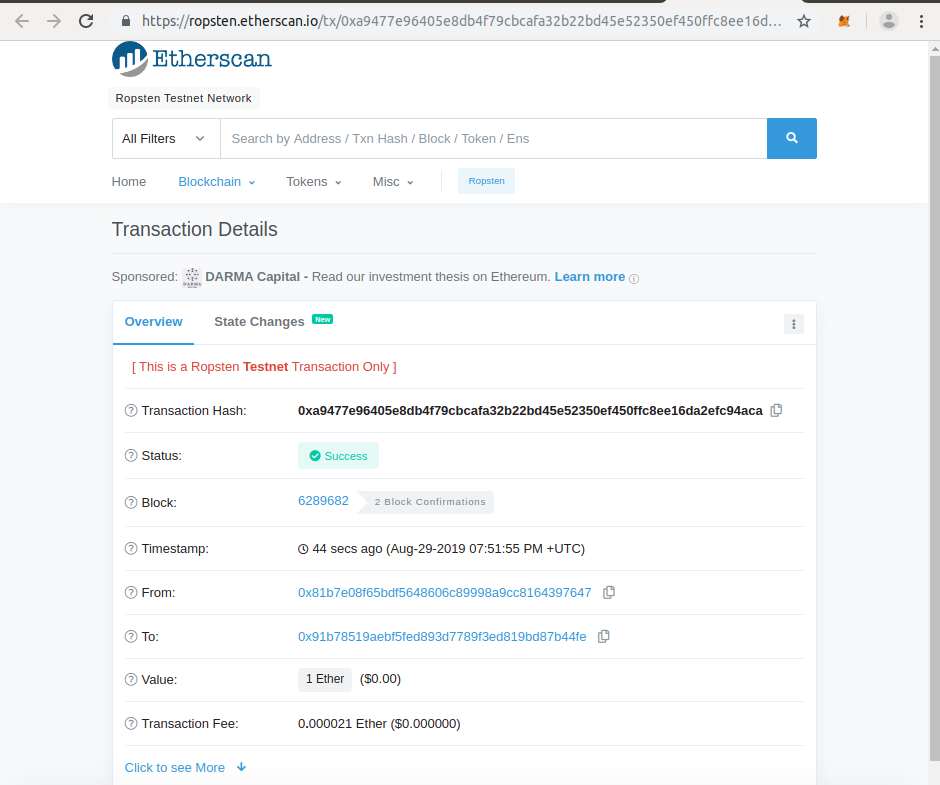 https://ropsten.etherscan.io/tx/0xa9477e96405e8db4f79cbcafa32b22bd45e52350ef450ffc8ee16d...
Etherscan
Ropsten Testnet Network
All Filters Search by Address / Txn Hash / Block / Token / Ens
Home Blockchain Tokens Misc Ropsten
Transaction Details
Sponsored: DARMA DARMA Capital - Read our investment thesis on Ethereum. Learn more
Overview State Changes New
[ This is a Ropsten Testnet Transaction Only ]
Transaction Hash: 0xa9477e96405e8db4f79cbcafa32b22bd45e52350ef450ffc8ee16da2efc94aca
Status: Success
Block: 6289682 2 Block Confirmations
Timestamp: 44 secs ago (Aug-29-2019 07:51:55 PM +UTC)
From: 0x81b7e08f65bdf5648606c89998a9cc8164397647
To: 0x91b78519aebf5fed893d7789f3ed819bd87b44fe
Value: 1 Ether ($0.00)
Transaction Fee: 0.000021 Ether ($0.000000)
Click to see More